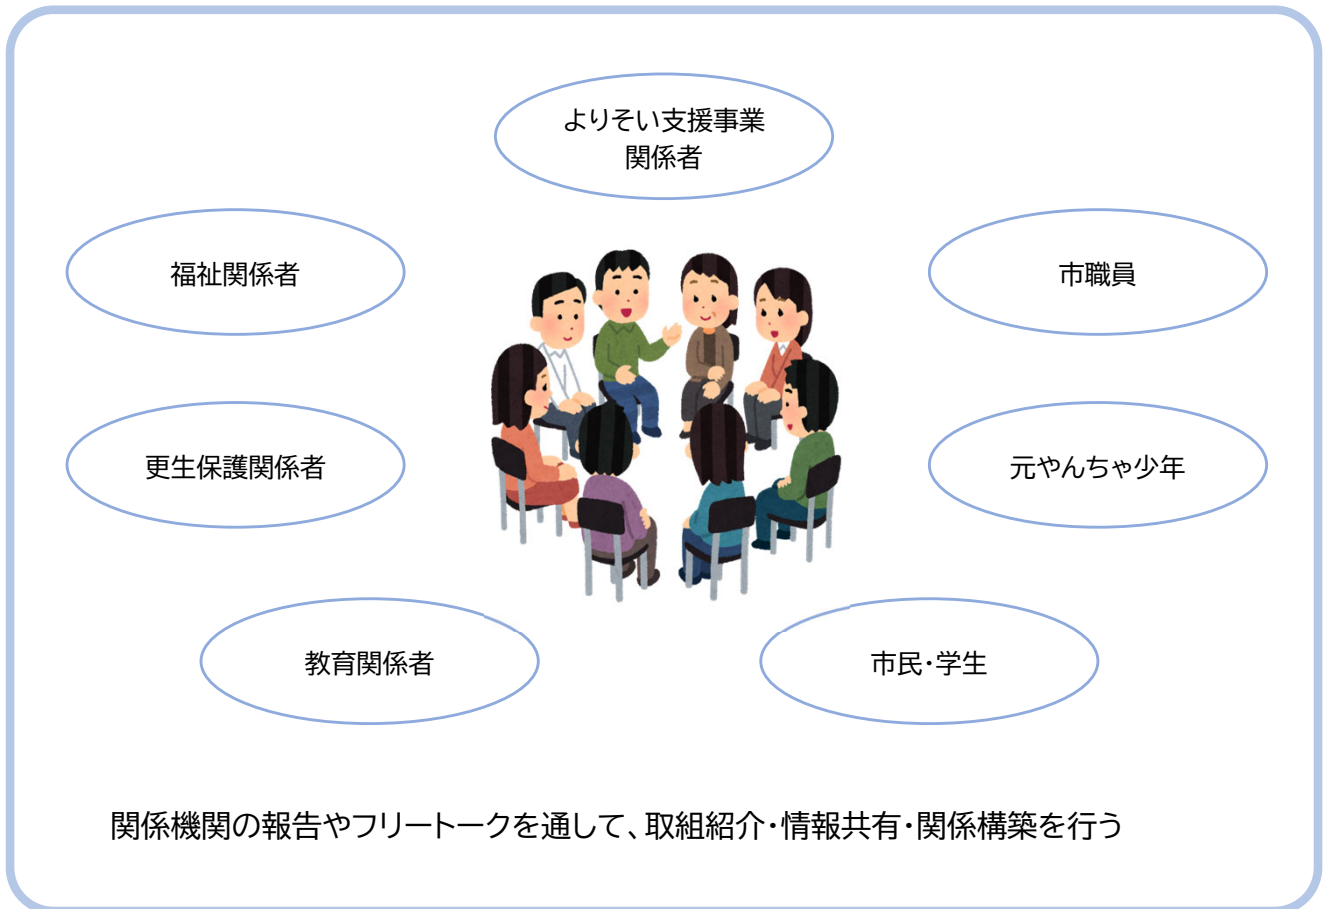 よりそい支援事業
関係者
福祉関係者
市職員
更生保護関係者
元やんちゃ少年
教育関係者
市民・学生
関係機関の報告やフリートークを通して、取組紹介・情報共有・関係構築を行う